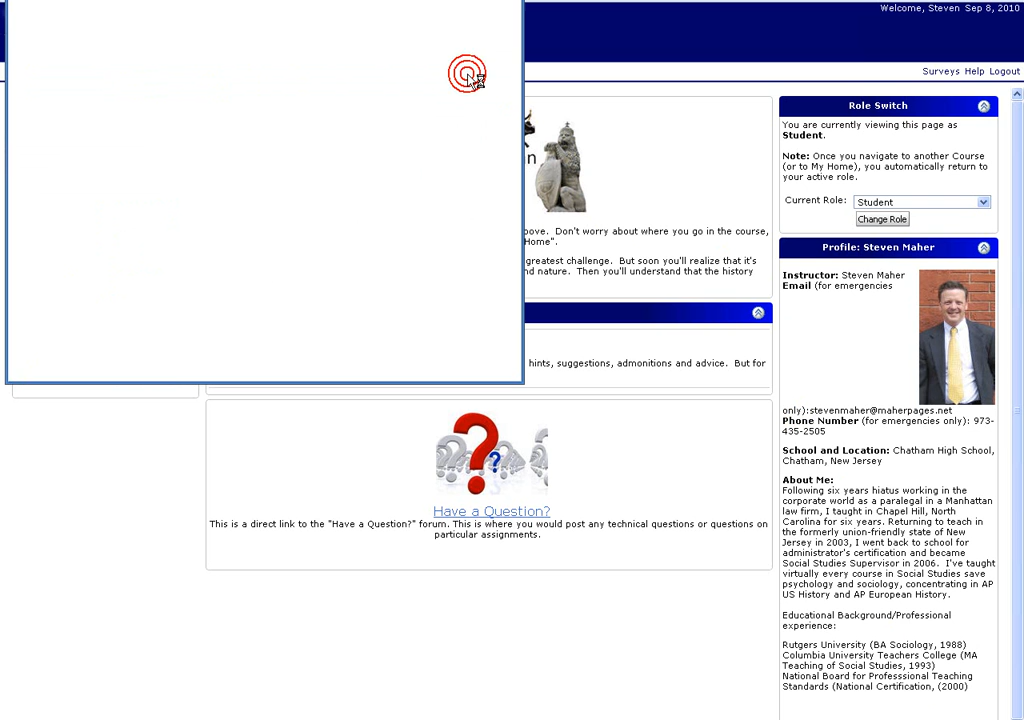 Welcome, Steven Sep 8, 2010
Surveys Help Logout
Don't worry about where you go in the course,
Home".
greatest challenge. But soon you'll realize that it's
nd nature. Then you'll understand that the history
hints, suggestions, admonitions and advice. But for
Have a Question?
This is a direct link to the "Have a Question?" forum. This is where you would post any technical questions or questions on
particular assignments.
Role Switch
You are currently viewing this page as
Student.
Note: Once you navigate to another Course
(or to My Home), you automatically return to
your active role.
Current Role: Student
Change Role
Profile: Steven Maher
Instructor: Steven Maher
Email (for emergencies
only):stevenmaher@maherpages.net
Phone Number (for emergencies only): 973-
435-2505
School and Location: Chatham High School,
Chatham, New Jersey
About Me:
Following six years hiatus working in the
corporate world as a paralegal in a Manhattan
law firm, I taught in Chapel Hill, North
Carolina for six years. Returning to teach in
the formerly union-friendly state of New
Jersey in 2003, I went back to school for
administrator's certification and became
Social Studies Supervisor in 2006. I've taught
virtually every course in Social Studies save
psychology and sociology, concentrating in AP
US History and AP European History.
Educational Background/Professional
experience:
Rutgers University (BA Sociology, 1988)
Columbia University Teachers College (MA
Teaching of Social Studies, 1993)
National Board for Professsional Teaching
Standards (National Certification, (2000)